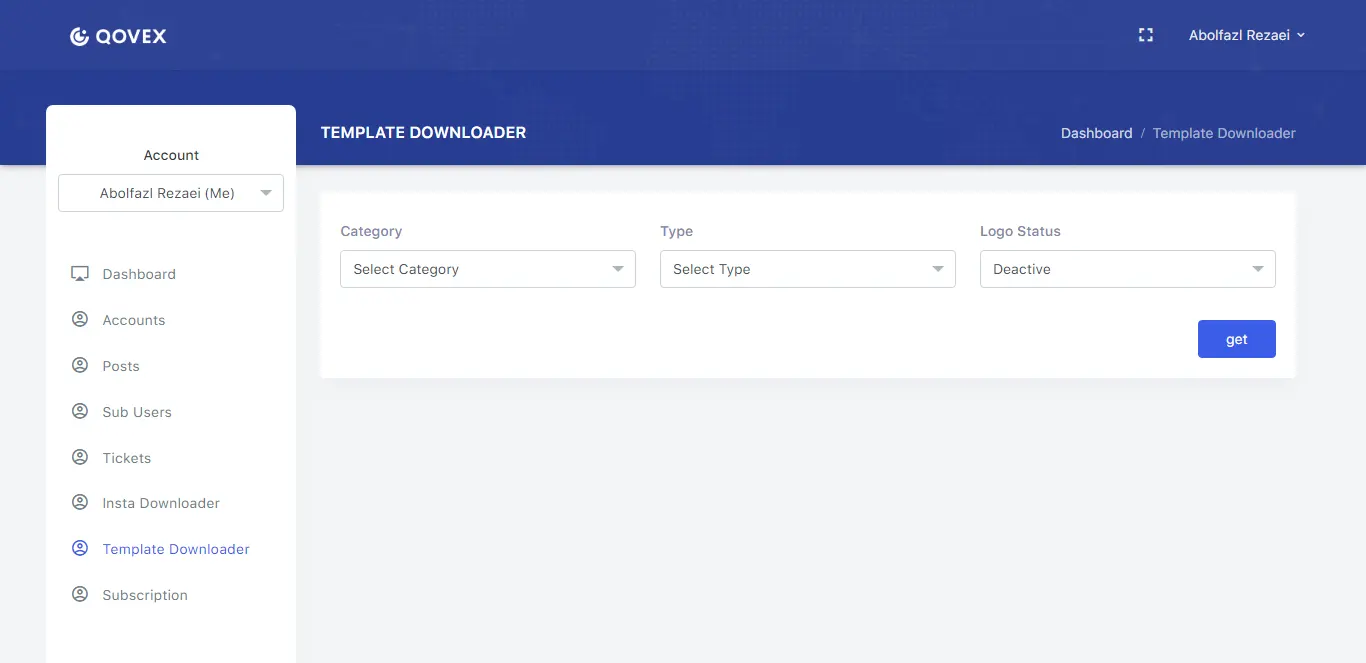 QOVEX
Abolfazl Rezaei
TEMPLATE DOWNLOADER
Dashboard / Template Downloader
Account
Abolfazl Rezaei (Me)
Dashboard
Accounts
Posts
Sub Users
Tickets
Insta Downloader
Template Downloader
Subscription
Category
Select Category
Type
Select Type
Logo Status
Deactive
get